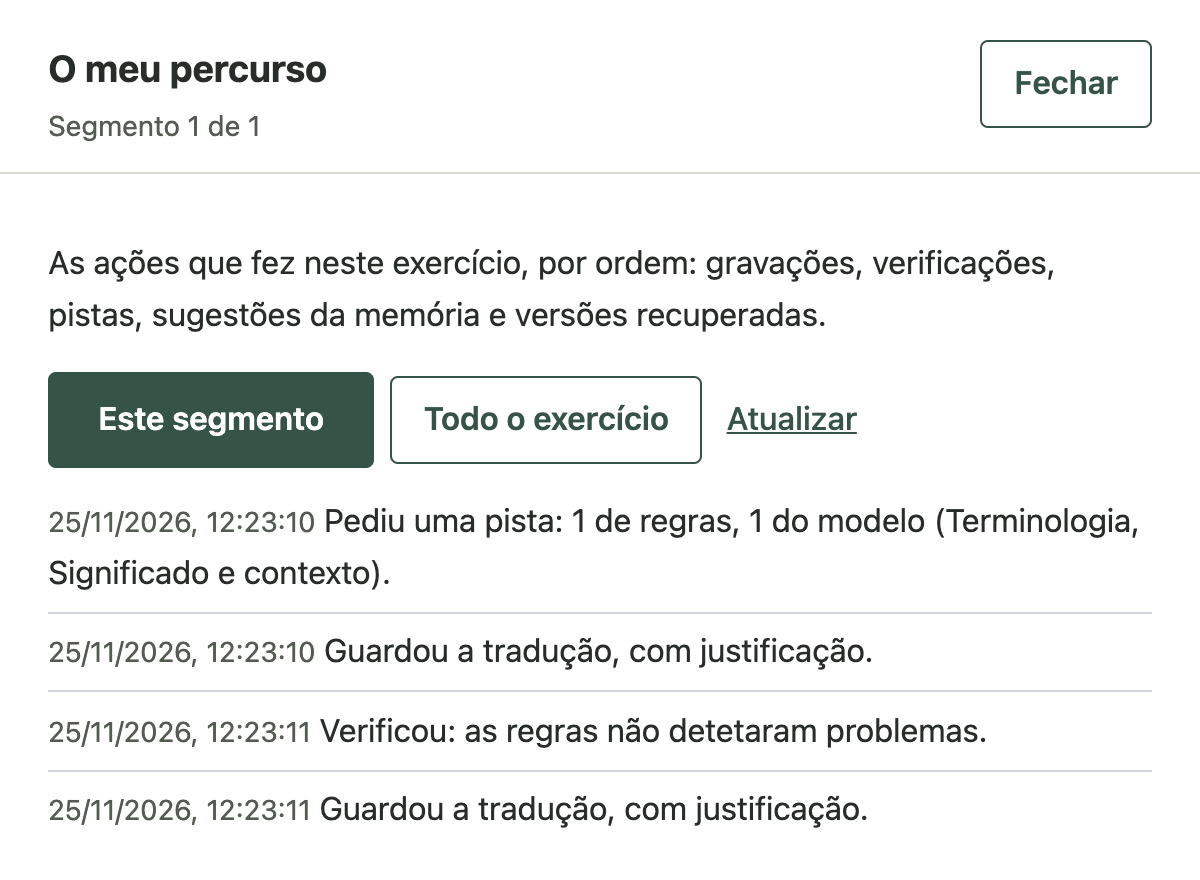 O meu percurso
Segmento 1 de 1
Fechar
As ações que fez neste exercício, por ordem: gravações, verificações,
pistas, sugestões da memória e versões recuperadas.
Este segmento
Todo o exercício
Atualizar
25/11/2026, 12:23:10 Pediu uma pista: 1 de regras, 1 do modelo (Terminologia,
Significado e contexto).
25/11/2026, 12:23:10 Guardou a tradução, com justificação.
25/11/2026, 12:23:11 Verificou: as regras não detetaram problemas.
25/11/2026, 12:23:11 Guardou a tradução, com justificação.